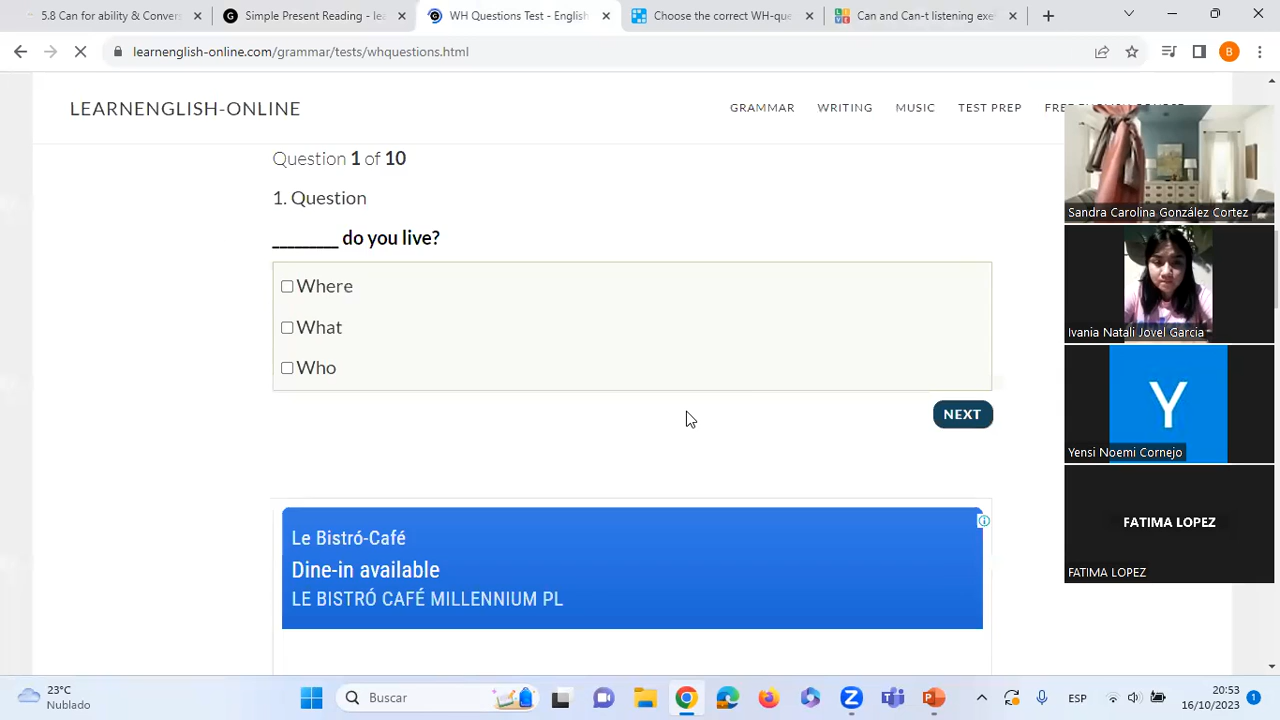 5.8 Can for ability & Convers
Simple Present Reading
WH Questions Test - English
Choose the correct WH-qu
Can and Can-t listening exe
learnenglish-online.com/grammar/tests/whquestions.html
B
LEARNENGLISH-ONLINE
GRAMMAR
WRITING
MUSIC
TEST PREP
Question 1 of 10
1. Question
_________ do you live?
Where
What
Who
NEXT
Le Bistró-Café
Dine-in available
LE BISTRÓ CAFÉ MILLENNIUM PL
Sandra Carolina González Cortez
Ivania Natali Jovel Garcia
Y
Yensi Noemi Cornejo
FATIMA LOPEZ
FATIMA LOPEZ
23°C
Nublado
Buscar
ESP
20:53
16/10/2023
1